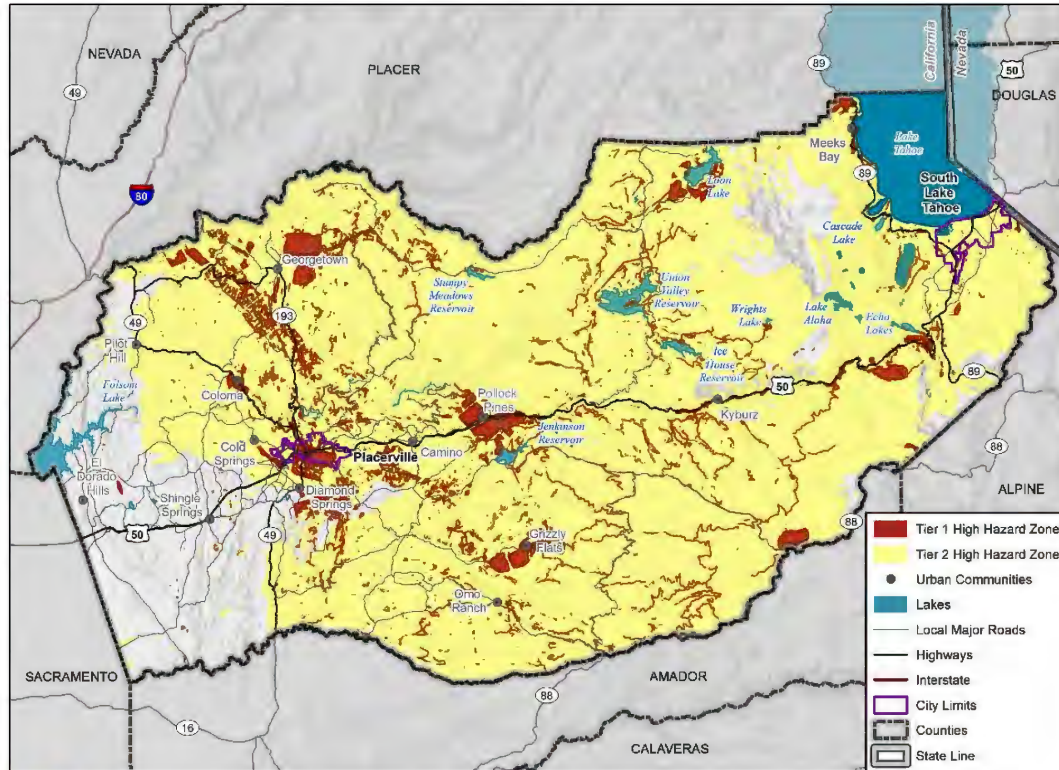 NEVADA
49
PLACER
80
89
California
Nevada
50
DOUGLAS
Lake
Tahoe
Meeks
Bay
89
South
Lake
Tahoe
Loon
Lake
Cascade
Lake
Georgetown
Stumpy
Meadows
Reservoir
Union
Valley
Reservoir
Wrights
Lake
Lake
Aloha
Echo
Lakes
49
193
Pilot
Hill
Ice
House
Reservoir
50
89
Folsom
Lake
Coloma
Pollock
Pines
Kyburz
88
Cold
Springs
Placerville
Camino
Jenkinson
Reservoir
El
Dorado
Hills
Shingle
Springs
Diamond
Springs
ALPINE
50
49
Grizzly
Flats
88
Omo
Ranch
SACRAMENTO
AMADOR
88
16
CALAVERAS
Tier 1 High Hazard Zone
Tier 2 High Hazard Zone
Urban Communities
Lakes
Local Major Roads
Highways
Interstate
City Limits
Counties
State Line